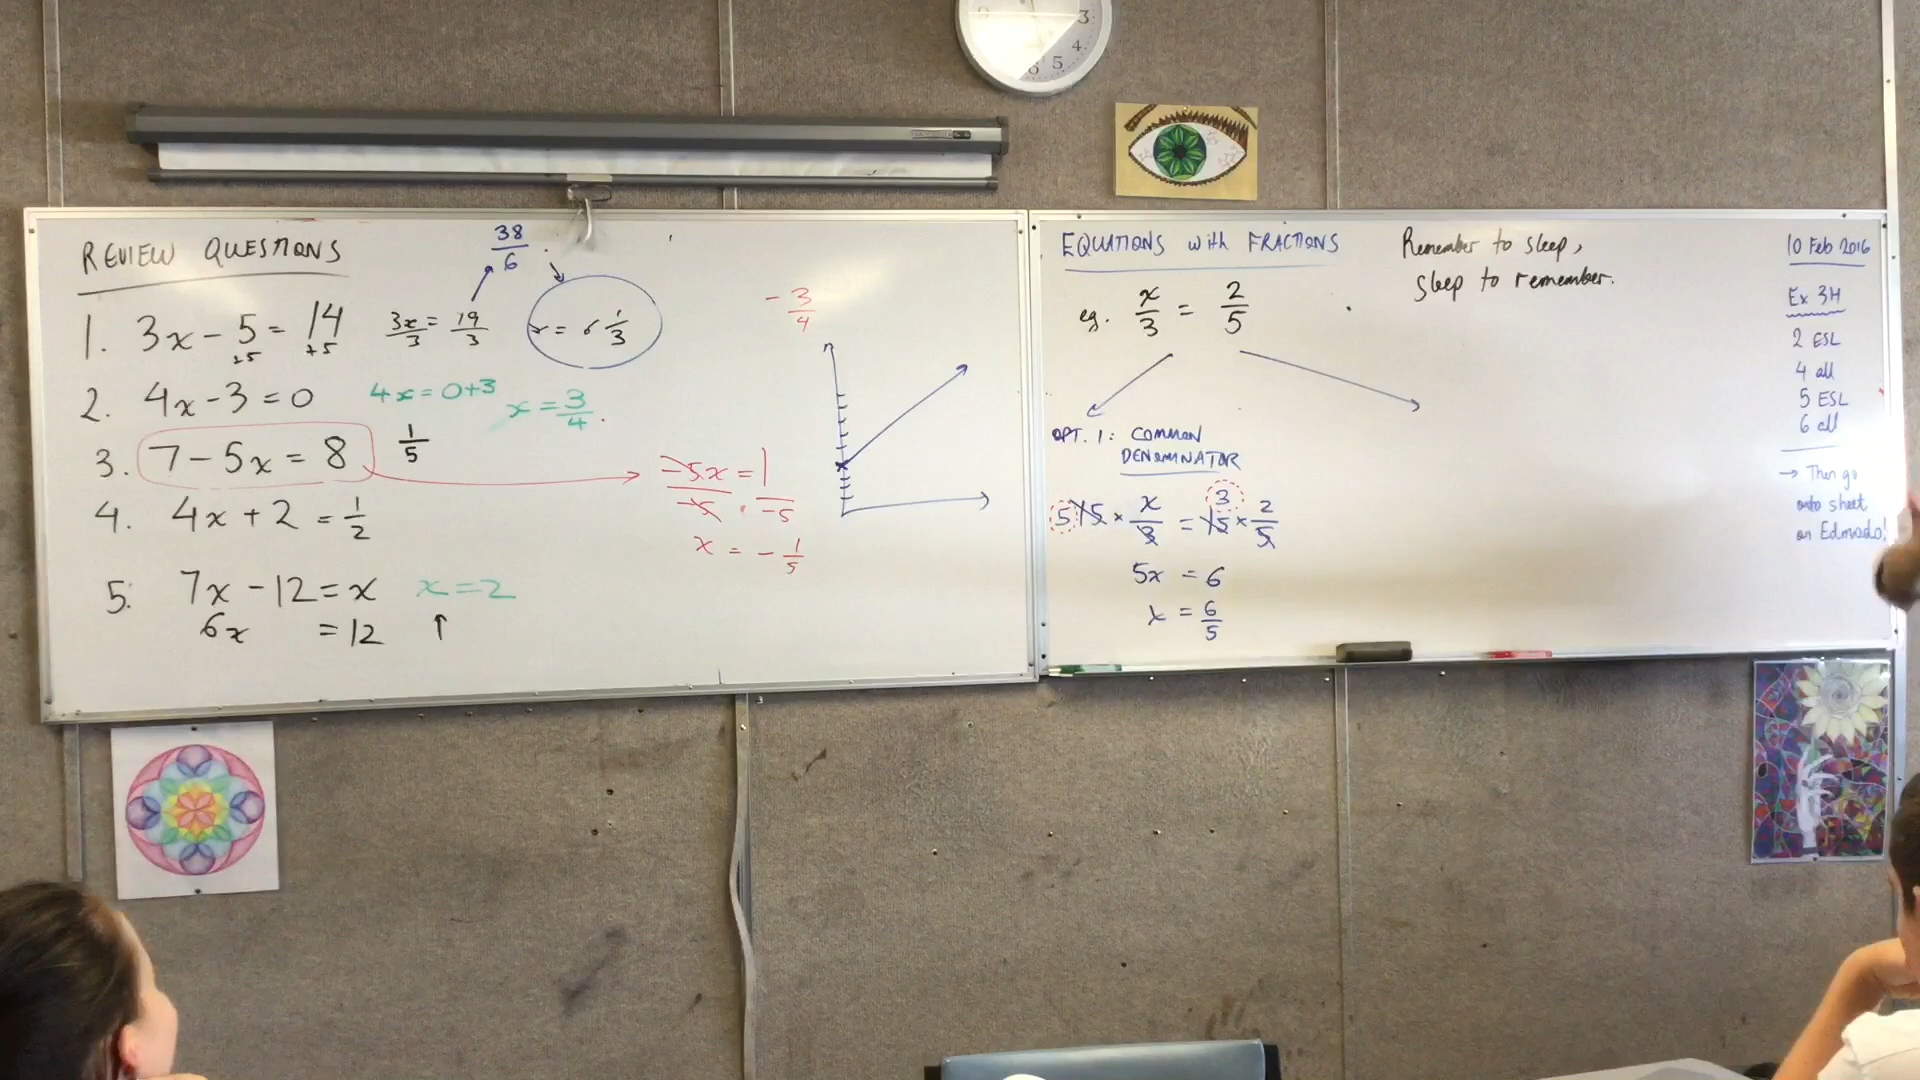 REVIEW QUESTIONS
38/6
1. 3x - 5 = 14
+5 +5
3x/3 = 19/3
x = 6 1/3
2. 4x - 3 = 0
4x = 0+3
x = 3/4
3. 7 - 5x = 8
1/5
4. 4x + 2 = 1/2
5. 7x - 12 = x
x = 2
6x = 12
- 3/4
-5x/-5 = 1/-5
x = - 1/5
EQUATIONS with FRACTIONS
eg. x/3 = 2/5
OPT. 1: COMMON
DENOMINATOR
5 15 × x/3 = 3 15 × 2/5
5x = 6
x = 6/5
Remember to sleep,
sleep to remember.
10 Feb 2016
Ex 3H
2 ESL
4 all
5 ESL
6 all
→ Then go
onto sheet
on Edmodo!
3
4
5
6